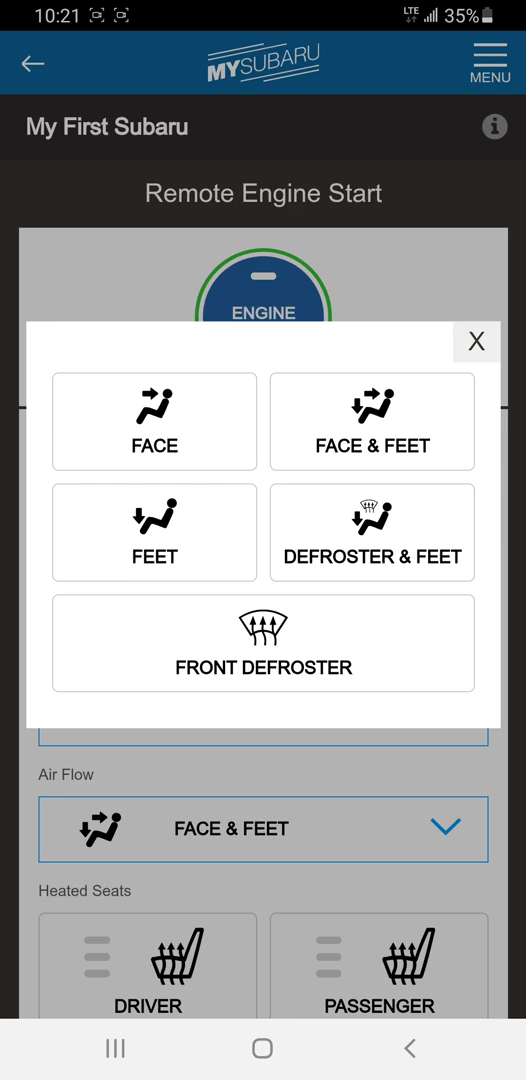 10:21 LTE 35%
MYSUBARU
MENU
My First Subaru
Remote Engine Start
ENGINE
X
FACE
FACE & FEET
FEET
DEFROSTER & FEET
FRONT DEFROSTER
Air Flow
FACE & FEET
Heated Seats
DRIVER
PASSENGER